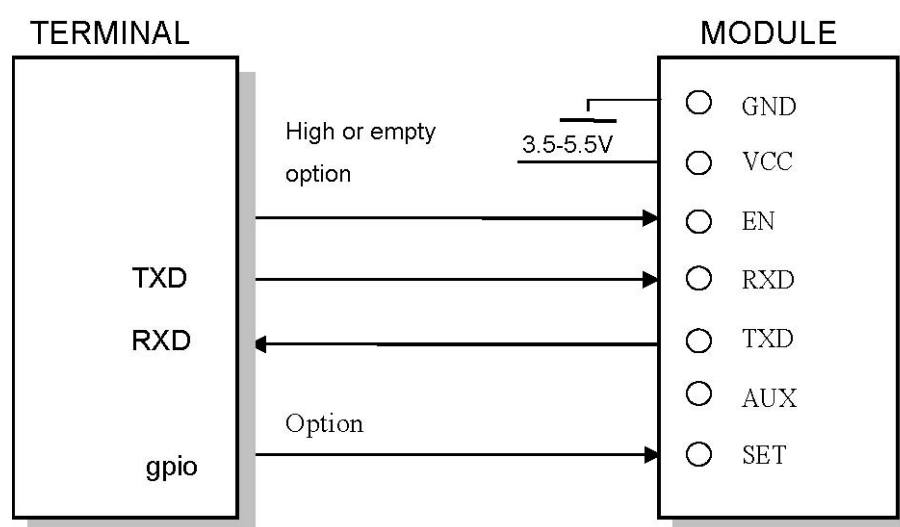 TERMINAL
MODULE
High or empty
option
3.5-5.5V
GND
VCC
EN
TXD
RXD
RXD
TXD
AUX
Option
gpio
SET